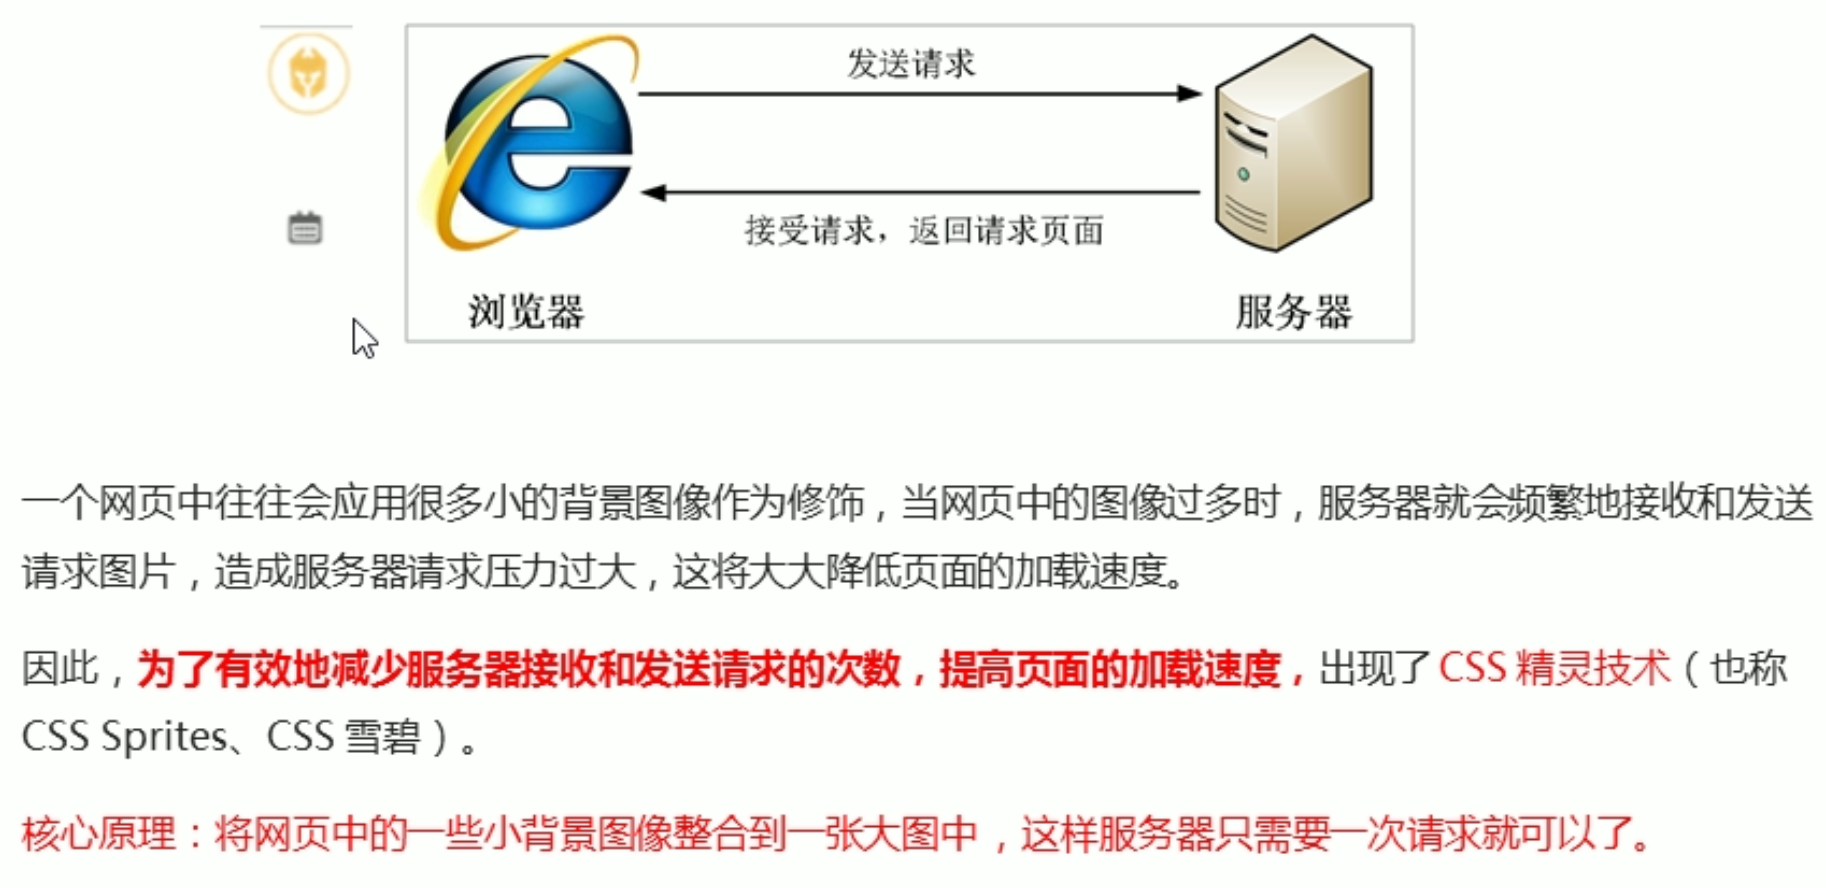 发送请求
接受请求，返回请求页面
浏览器
服务器
一个网页中往往会应用很多小的背景图像作为修饰，当网页中的图像过多时，服务器就会频繁地接收和发送
请求图片，造成服务器请求压力过大，这将大大降低页面的加载速度。
因此，为了有效地减少服务器接收和发送请求的次数，提高页面的加载速度，出现了 CSS 精灵技术（也称
CSS Sprites、CSS 雪碧）。
核心原理：将网页中的一些小背景图像整合到一张大图中，这样服务器只需要一次请求就可以了。